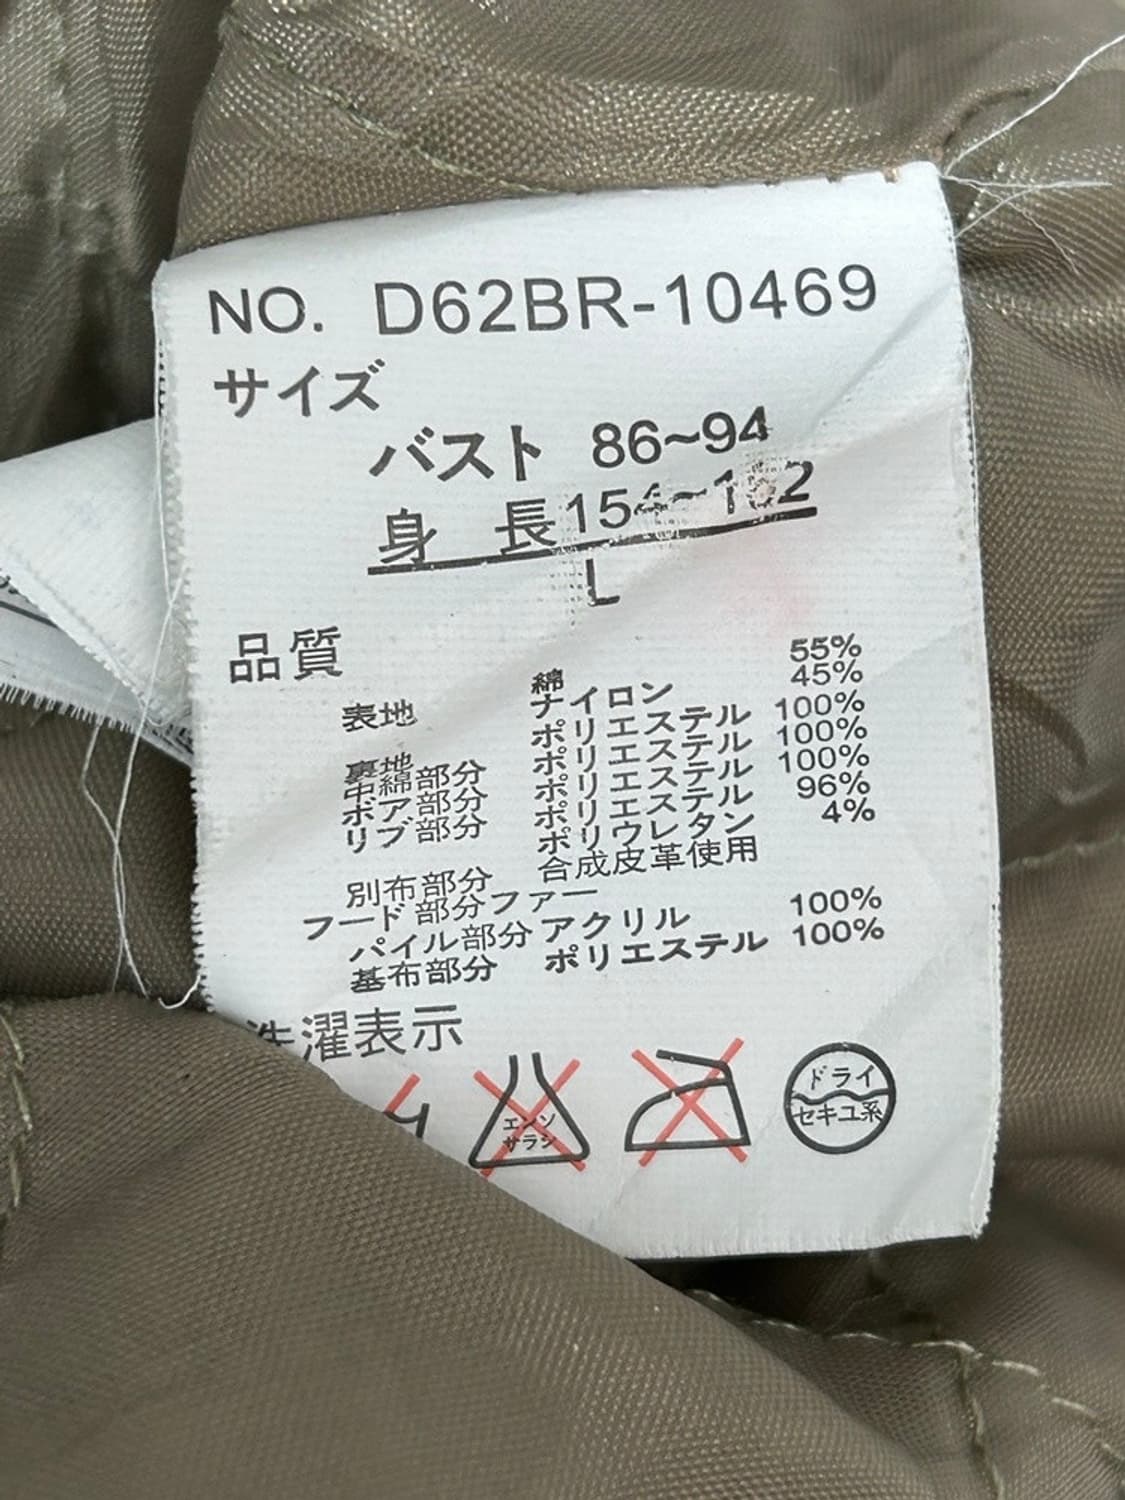 NO. D62BR-10469
サイズ
バスト 86~94
身 長154~162
L
品質
表地 綿 55%
ナイロン 45%
裏地 ポリエステル 100%
中綿部分 ポリエステル 100%
ボア部分 ポリエステル 100%
リブ部分 ポリエステル 96%
ポリウレタン 4%
別布部分 合成皮革使用
フード部分ファー
パイル部分 アクリル 100%
基布部分 ポリエステル 100%
洗濯表示
エンソ
サラシ
ドライ
セキユ系